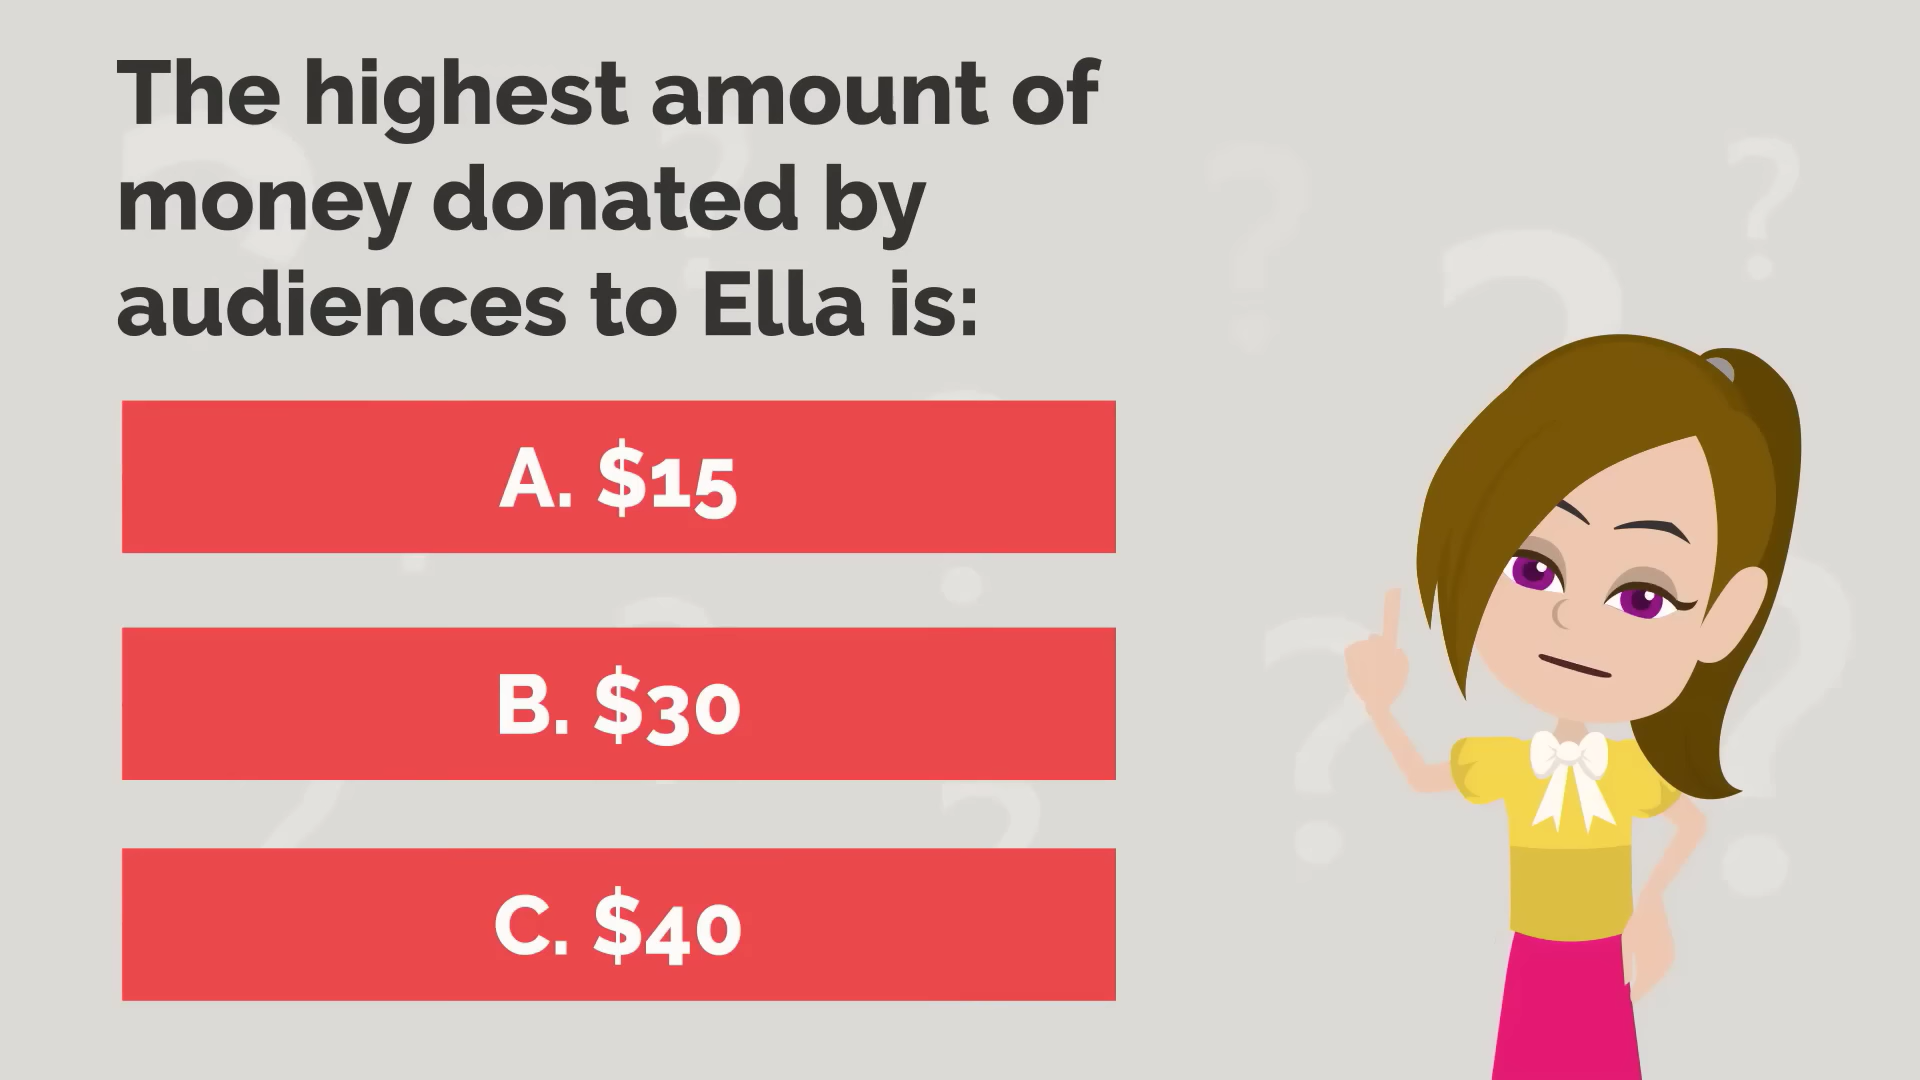 The highest amount of
money donated by
audiences to Ella is:
A. $15
B. $30
C. $40